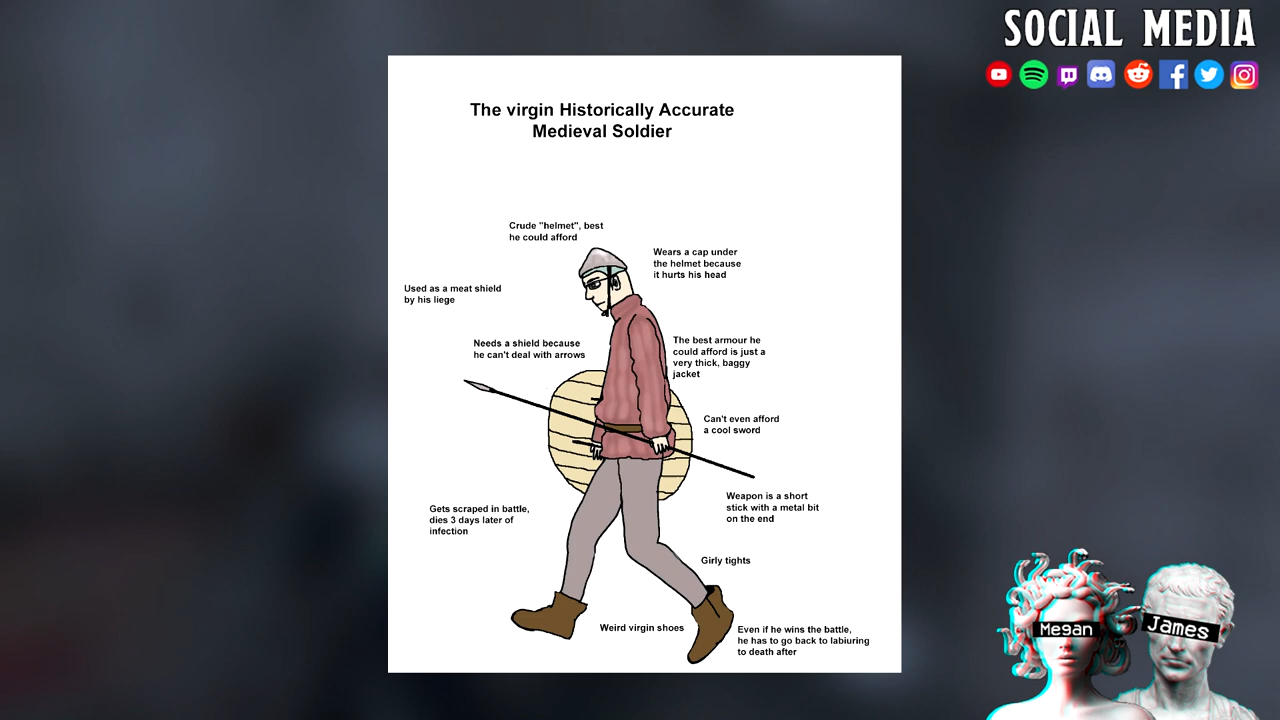 SOCIAL MEDIA
The virgin Historically Accurate
Medieval Soldier
Crude "helmet", best
he could afford
Wears a cap under
the helmet because
it hurts his head
Used as a meat shield
by his liege
Needs a shield because
he can't deal with arrows
The best armour he
could afford is just a
very thick, baggy
jacket
Can't even afford
a cool sword
Weapon is a short
stick with a metal bit
on the end
Gets scraped in battle,
dies 3 days later of
infection
Girly tights
Weird virgin shoes
Even if he wins the battle,
he has to go back to labiuring
to death after
Megan
James